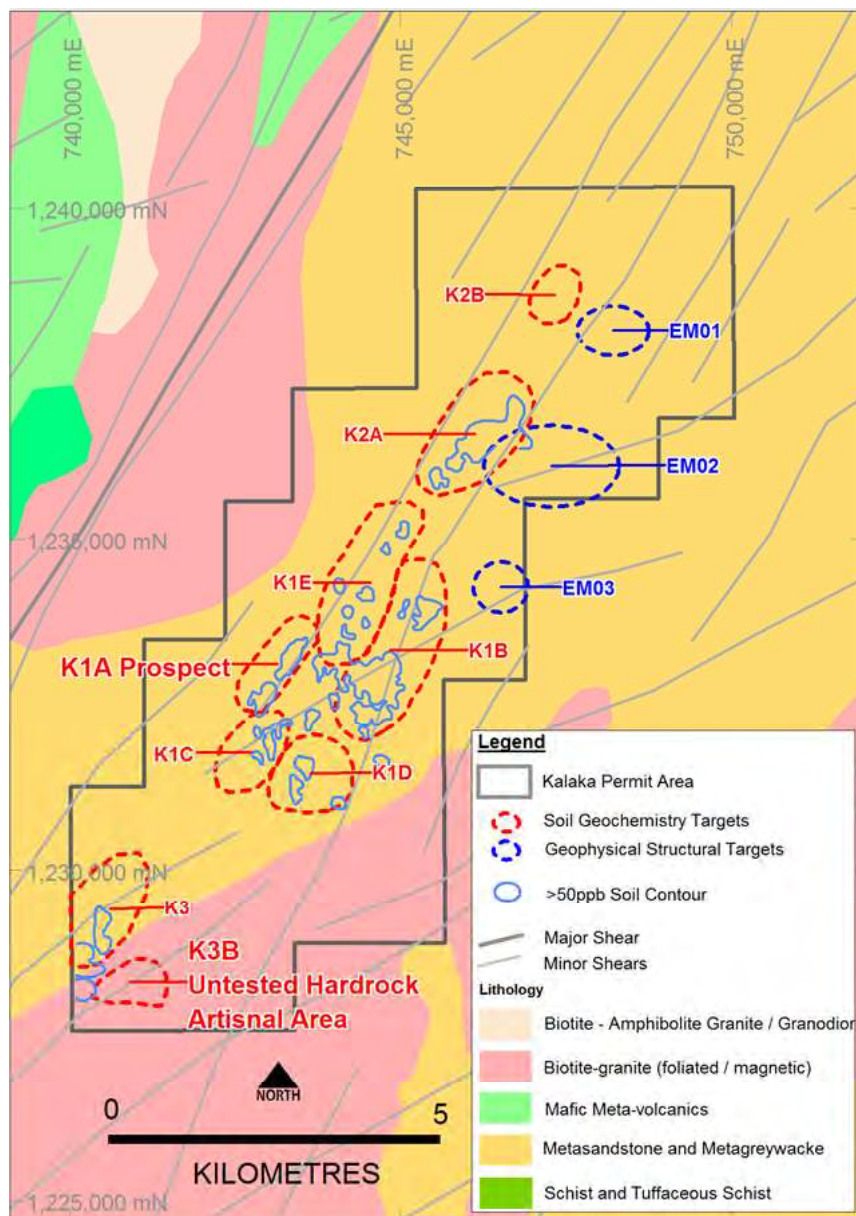 740,000 mE
745,000 mE
750,000 mE
1,240,000 mN
K2B
EM01
K2A
EM02
1,235,000 mN
K1E
EM03
K1B
K1A Prospect
K1C
K1D
1,230,000 mN
K3
K3B
Untested Hardrock
Artisnal Area
NORTH
0 5
KILOMETRES
1,225,000 mN
Legend
Kalaka Permit Area
Soil Geochemistry Targets
Geophysical Structural Targets
>50ppb Soil Contour
Major Shear
Minor Shears
Lithology
Biotite - Amphibolite Granite / Granodior
Biotite-granite (foliated / magnetic)
Mafic Meta-volcanics
Metasandstone and Metagreywacke
Schist and Tuffaceous Schist